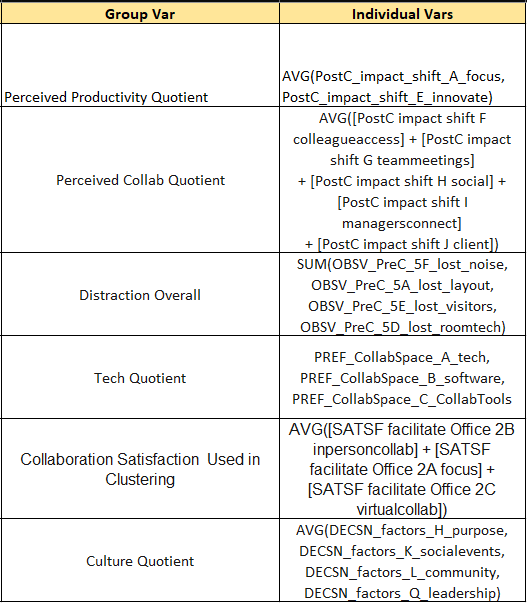 Group Var
Individual Vars
Perceived Productivity Quotient
AVG(PostC_impact_shift_A_focus,
PostC_impact_shift_E_innovate)
Perceived Collab Quotient
AVG([PostC impact shift F
colleagueaccess] + [PostC impact
shift G teammeetings]
+ [PostC impact shift H social] +
[PostC impact shift I
managersconnect]
+ [PostC impact shift J client])
Distraction Overall
SUM(OBSV_PreC_5F_lost_noise,
OBSV_PreC_5A_lost_layout,
OBSV_PreC_5E_lost_visitors,
OBSV_PreC_5D_lost_roomtech)
Tech Quotient
PREF_CollabSpace_A_tech,
PREF_CollabSpace_B_software,
PREF_CollabSpace_C_CollabTools
Collaboration Satisfaction Used in
Clustering
AVG([SATSF facilitate Office 2B
inpersoncollab] + [SATSF
facilitate Office 2A focus] +
[SATSF facilitate Office 2C
virtualcollab])
Culture Quotient
AVG(DECSN_factors_H_purpose,
DECSN_factors_K_socialevents,
DECSN_factors_L_community,
DECSN_factors_Q_leadership)